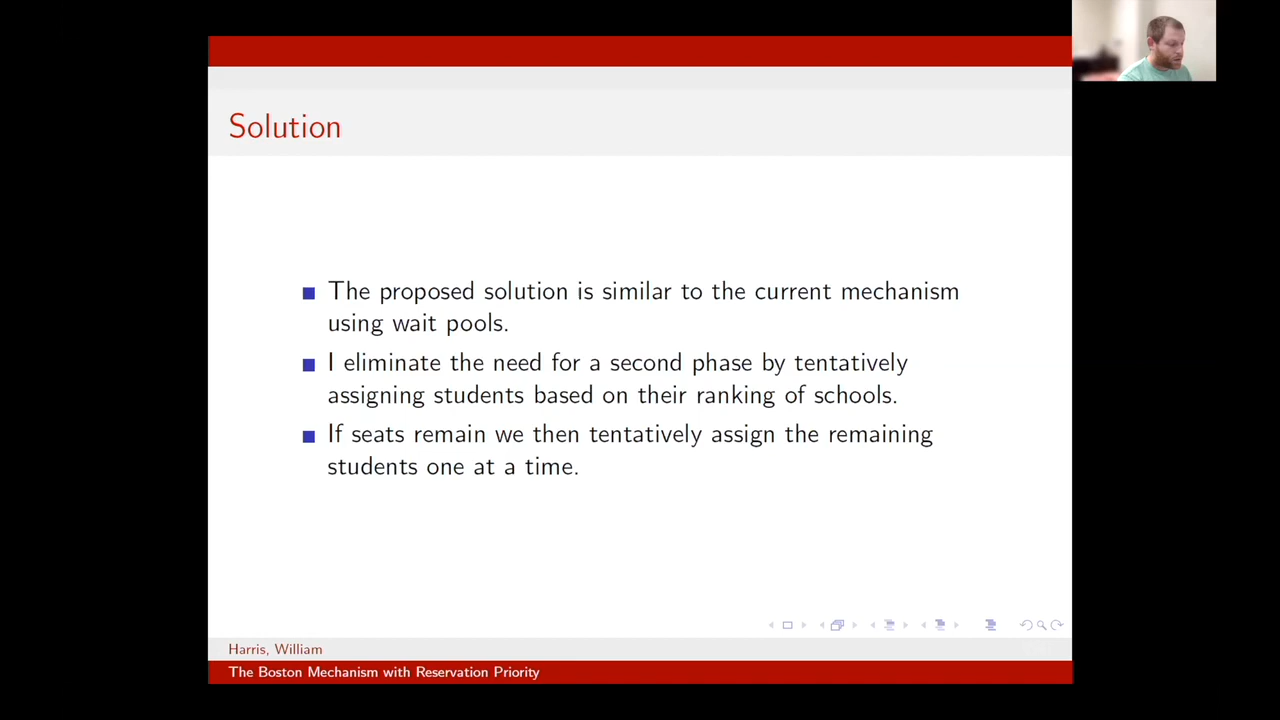 Solution
The proposed solution is similar to the current mechanism
using wait pools.
I eliminate the need for a second phase by tentatively
assigning students based on their ranking of schools.
If seats remain we then tentatively assign the remaining
students one at a time.
Harris, William
The Boston Mechanism with Reservation Priority